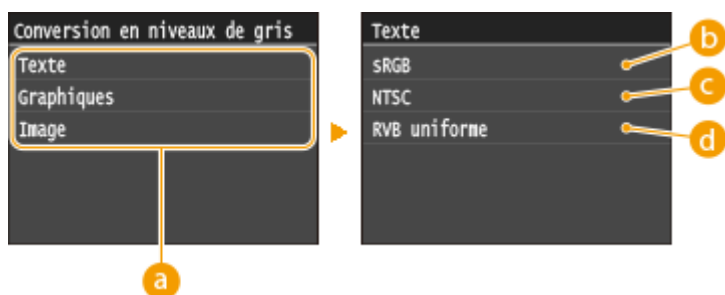 Conversion en niveaux de gris
Texte
Graphiques
Image
a
Texte
sRGB
NTSC
RVB uniforme
b
c
d